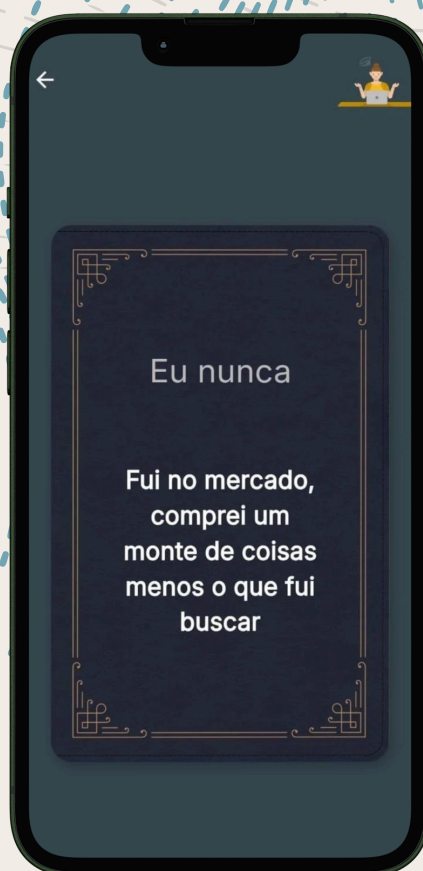 Eu nunca
Fui no mercado,
comprei um
monte de coisas
menos o que fui
buscar